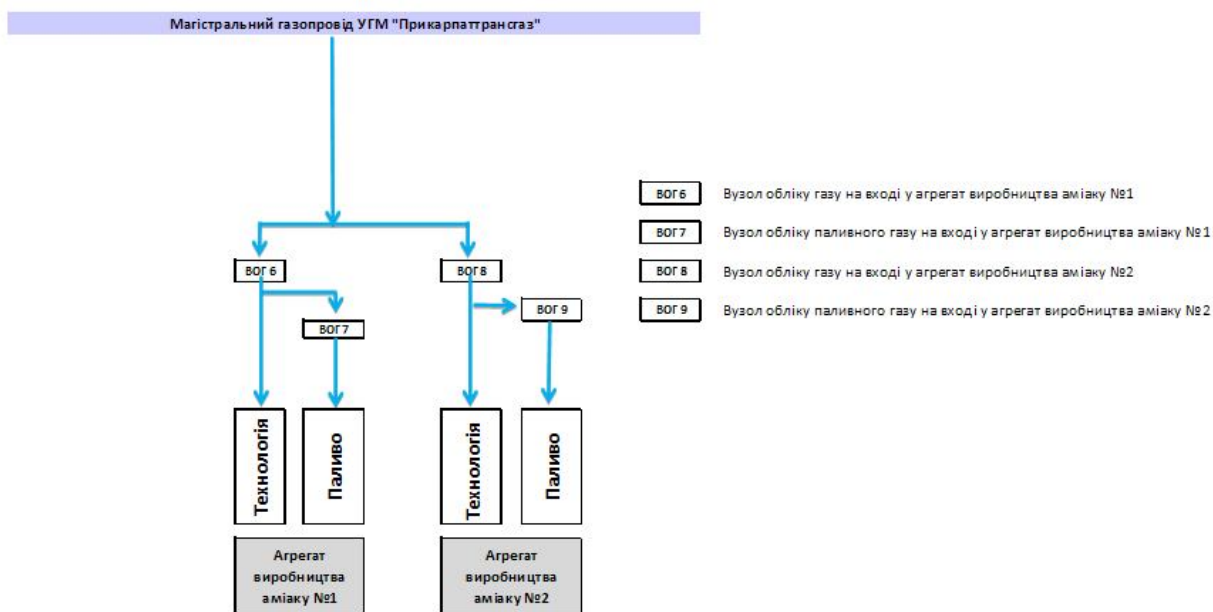 Магістральний газопровід УГМ "Прикарпаттрансгаз"
ВОГ 6 Вузол обліку газу на вході у агрегат виробництва аміаку №1
ВОГ 7 Вузол обліку паливного газу на вході у агрегат виробництва аміаку №1
ВОГ 8 Вузол обліку газу на вході у агрегат виробництва аміаку №2
ВОГ 9 Вузол обліку паливного газу на вході у агрегат виробництва аміаку №2
ВОГ 6
ВОГ 8
ВОГ 9
ВОГ 7
Технологія
Паливо
Технологія
Паливо
Агрегат
виробництва
аміаку №1
Агрегат
виробництва
аміаку №2